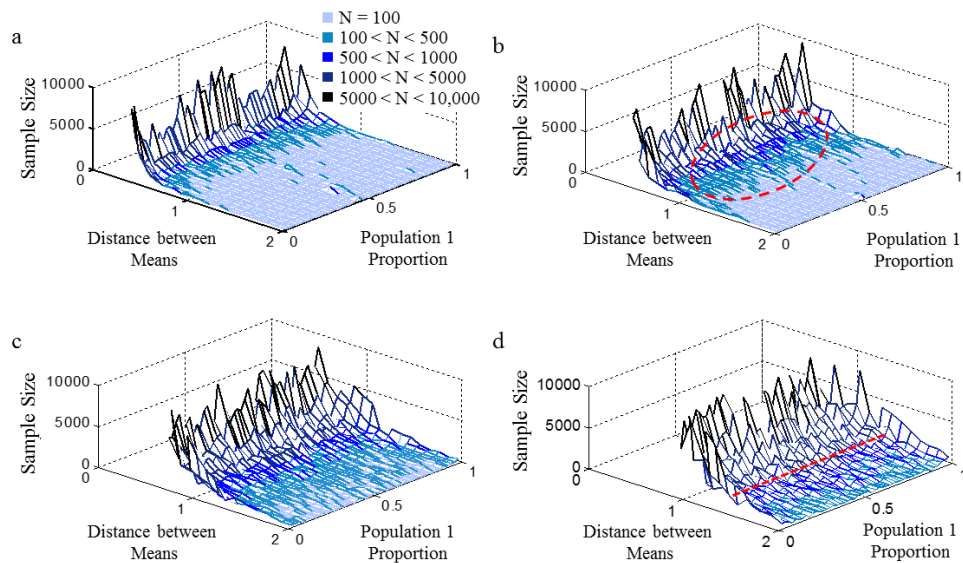 a
N = 100
100 < N < 500
500 < N < 1000
1000 < N < 5000
5000 < N < 10,000
Sample Size
10000
5000
0
0
1
2
0
0.5
1
Distance between
Means
Population 1
Proportion
b
Sample Size
10000
5000
0
0
1
2
0
0.5
1
Distance between
Means
Population 1
Proportion
c
Sample Size
10000
5000
0
0
1
2
0
0.5
1
Distance between
Means
Population 1
Proportion
d
Sample Size
10000
5000
0
0
1
2
0
0.5
1
Distance between
Means
Population 1
Proportion